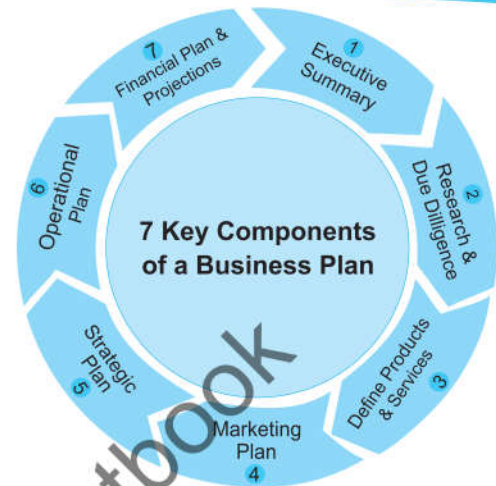 7 Key Components
of a Business Plan
1
Executive
Summary
2
Research &
Due Dilligence
3
Define Products
& Services
Marketing
Plan
4
Strategic
Plan
5
6
Operational
Plan
7
Financial Plan &
Projections